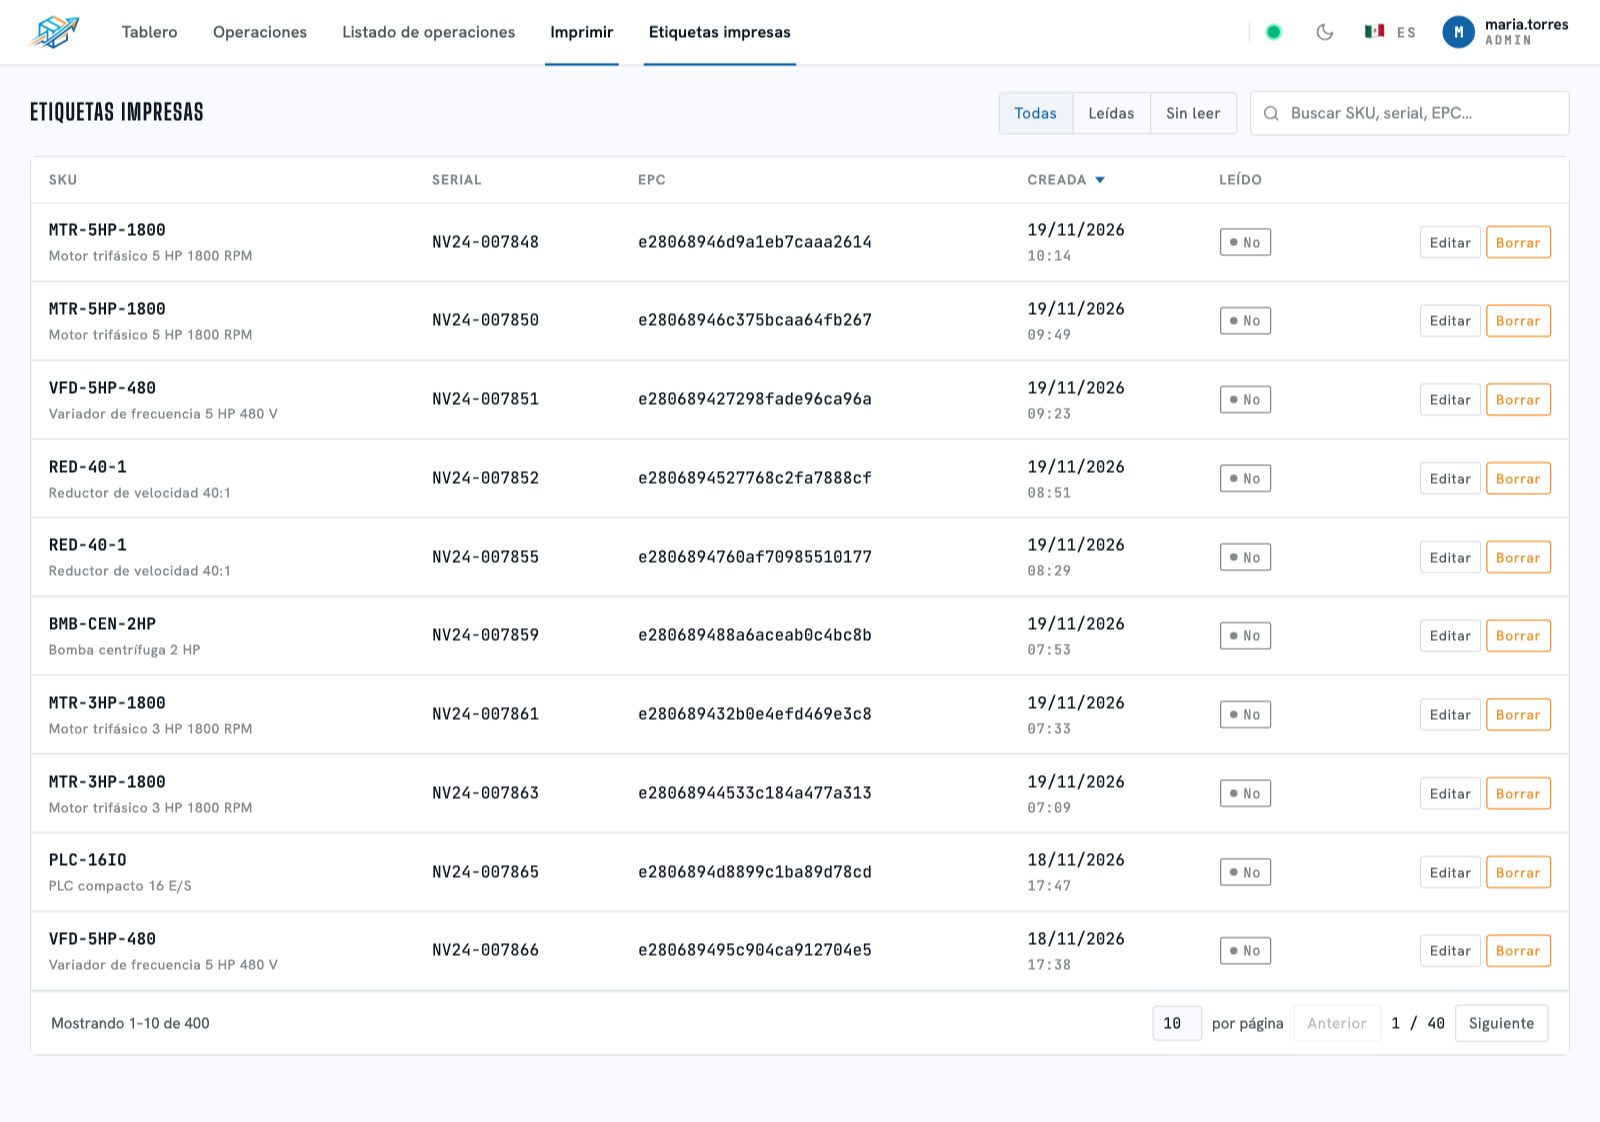 Tablero Operaciones Listado de operaciones Imprimir Etiquetas impresas ES M maria.torres
ADMIN
ETIQUETAS IMPRESAS Todas Leídas Sin leer Buscar SKU, serial, EPC...
SKU SERIAL EPC CREADA LEÍDO
MTR-5HP-1800 NV24-007848 e28068946d9a1eb7caaa2614 19/11/2026 No Editar Borrar
Motor trifásico 5 HP 1800 RPM 10:14
MTR-5HP-1800 NV24-007850 e28068946c375bcaa64fb267 19/11/2026 No Editar Borrar
Motor trifásico 5 HP 1800 RPM 09:49
VFD-5HP-480 NV24-007851 e280689427298fade96ca96a 19/11/2026 No Editar Borrar
Variador de frecuencia 5 HP 480 V 09:23
RED-40-1 NV24-007852 e2806894527768c2fa7888cf 19/11/2026 No Editar Borrar
Reductor de velocidad 40:1 08:51
RED-40-1 NV24-007855 e2806894760af70985510177 19/11/2026 No Editar Borrar
Reductor de velocidad 40:1 08:29
BMB-CEN-2HP NV24-007859 e280689488a6aceab0c4bc8b 19/11/2026 No Editar Borrar
Bomba centrífuga 2 HP 07:53
MTR-3HP-1800 NV24-007861 e280689432b0e4efd469e3c8 19/11/2026 No Editar Borrar
Motor trifásico 3 HP 1800 RPM 07:33
MTR-3HP-1800 NV24-007863 e28068944533c184a477a313 19/11/2026 No Editar Borrar
Motor trifásico 3 HP 1800 RPM 07:09
PLC-16IO NV24-007865 e2806894d8899c1ba89d78cd 18/11/2026 No Editar Borrar
PLC compacto 16 E/S 17:47
VFD-5HP-480 NV24-007866 e280689495c904ca912704e5 18/11/2026 No Editar Borrar
Variador de frecuencia 5 HP 480 V 17:38
Mostrando 1-10 de 400 10 por página Anterior 1 / 40 Siguiente